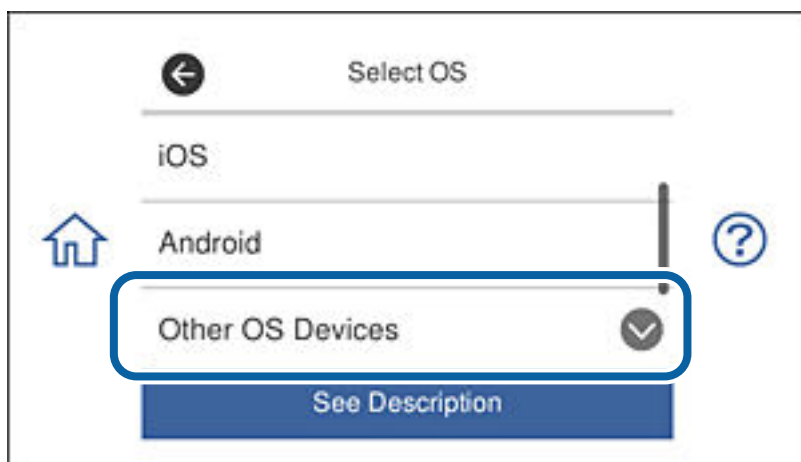 Select OS
iOS
Android
Other OS Devices
See Description